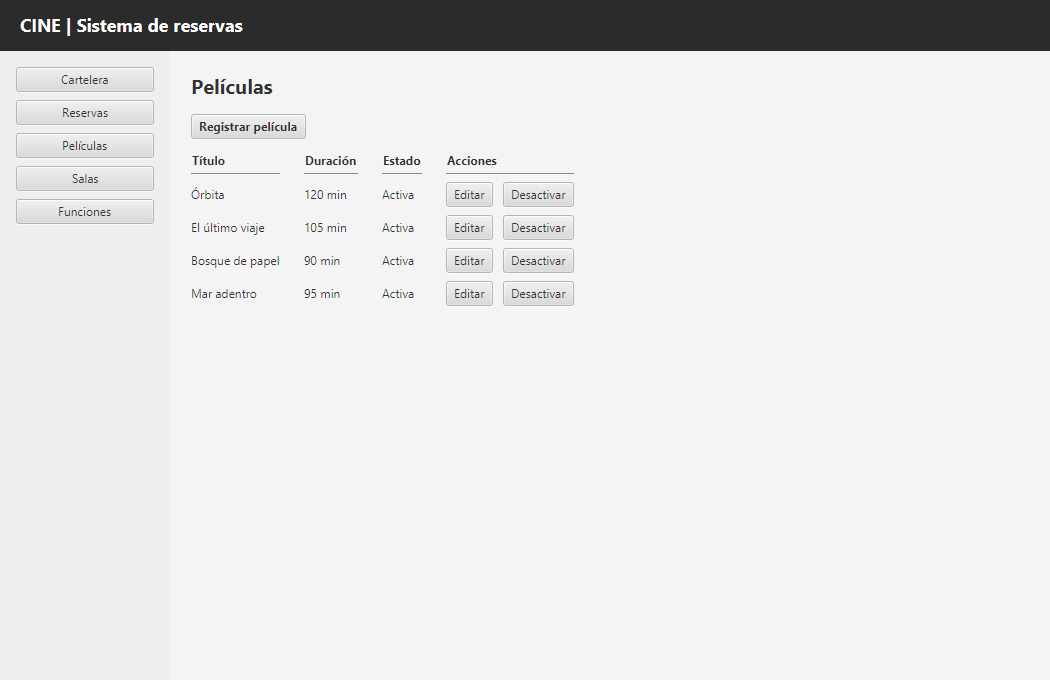 CINE | Sistema de reservas
Cartelera
Reservas
Películas
Salas
Funciones
Películas
Registrar película
Título Duración Estado Acciones
Órbita 120 min Activa Editar Desactivar
El último viaje 105 min Activa Editar Desactivar
Bosque de papel 90 min Activa Editar Desactivar
Mar adentro 95 min Activa Editar Desactivar